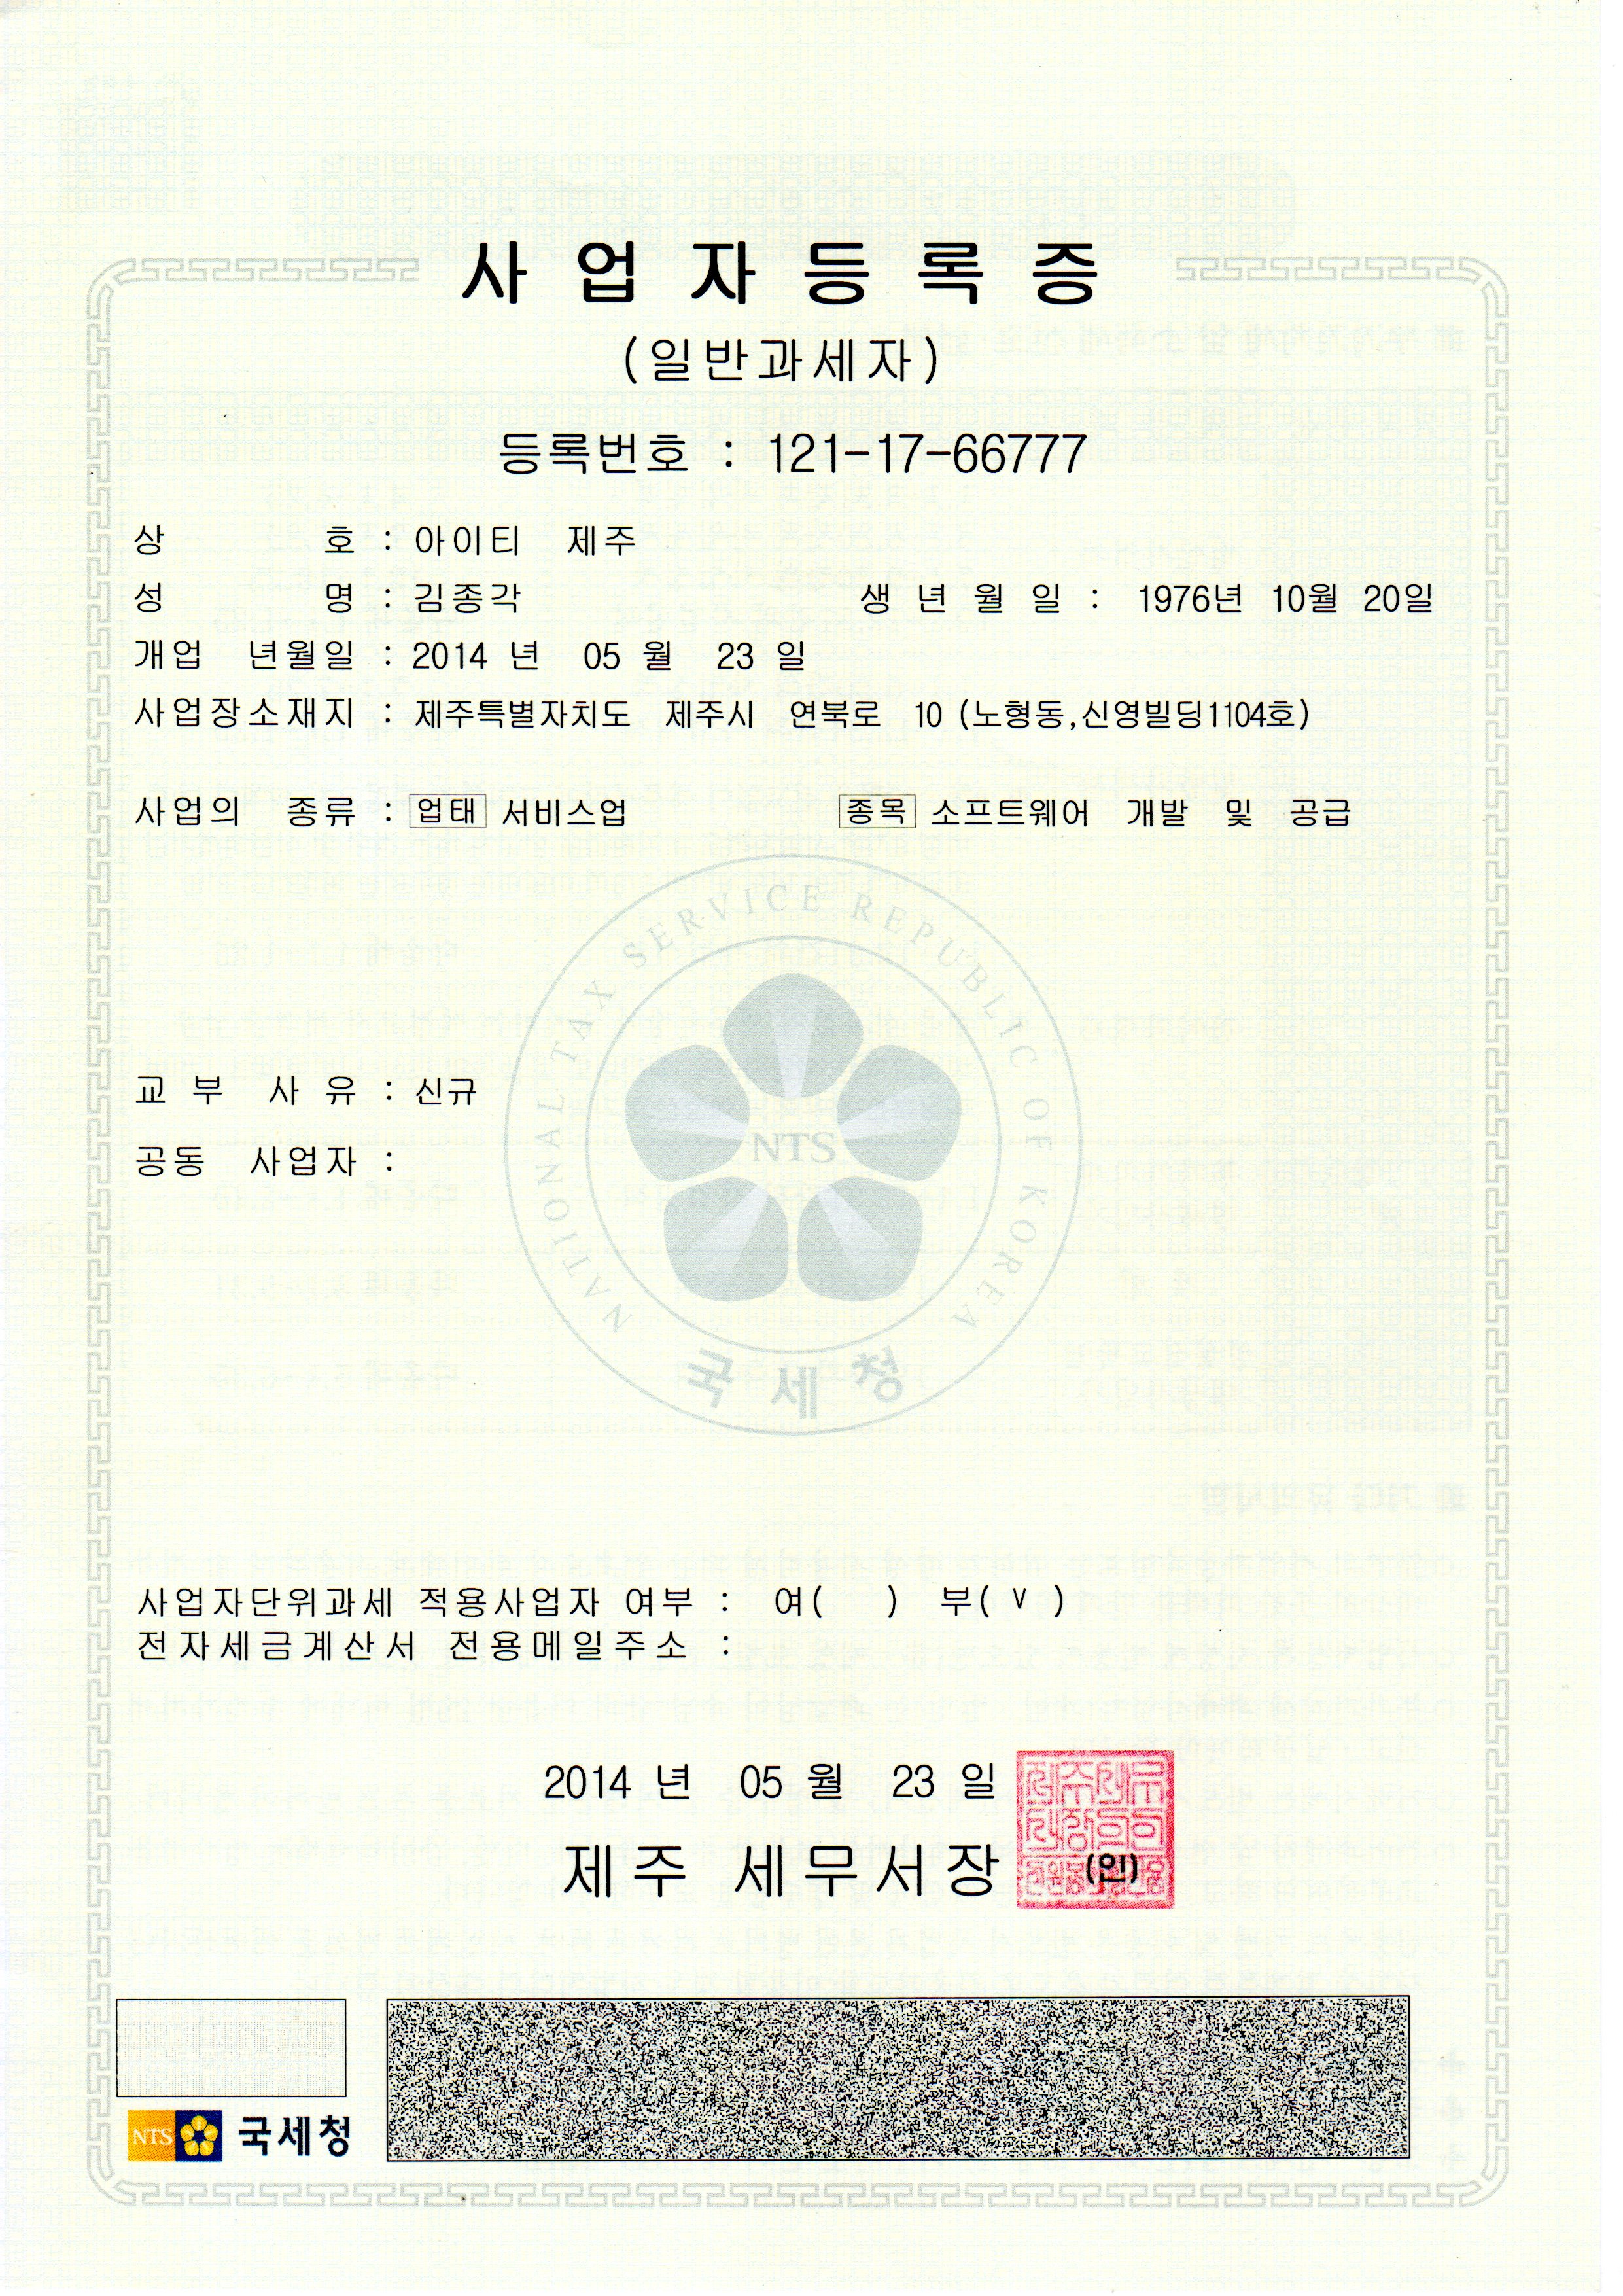 사업자등록증
(일반과세자)
등록번호 : 121-17-66777
상 호 : 아이티 제주
성 명 : 김종각 생 년 월 일 : 1976년 10월 20일
개업 년월일 : 2014 년 05 월 23 일
사업장소재지 : 제주특별자치도 제주시 연북로 10 (노형동,신영빌딩1104호)
사업의 종류 : 업태 서비스업 종목 소프트웨어 개발 및 공급
NATIONAL TAX SERVICE REPUBLIC OF KOREA
NTS
국세청
교 부 사 유 : 신규
공동 사업자 :
사업자단위과세 적용사업자 여부 : 여( ) 부( v )
전자세금계산서 전용메일주소 :
2014 년 05 월 23 일
제주 세무서장 (인)
NTS 국세청